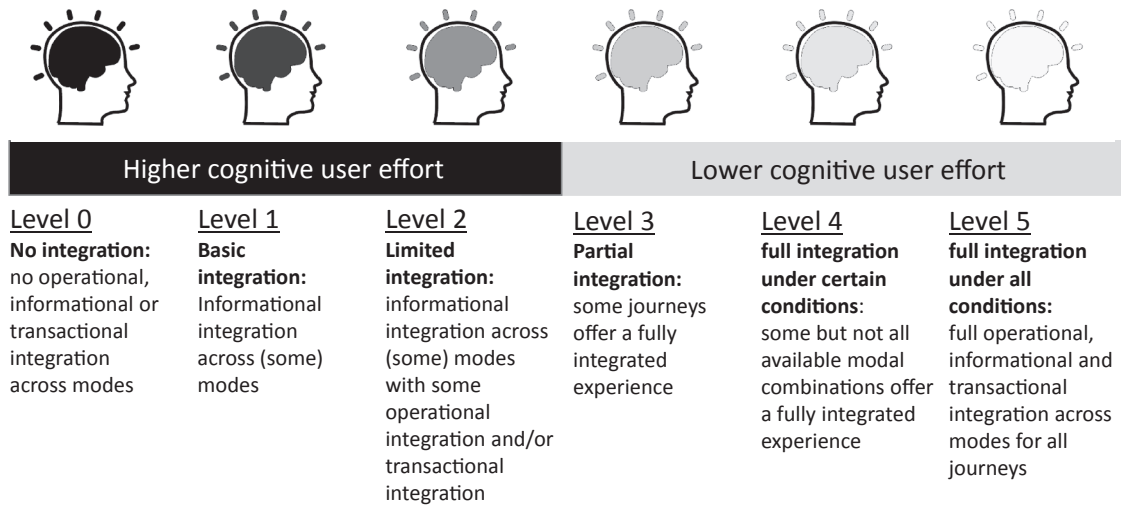 Higher cognitive user effort
Lower cognitive user effort
Level 0
No integration:
no operational,
informational or
transactional
integration
across modes
Level 1
Basic
integration:
Informational
integration
across (some)
modes
Level 2
Limited
integration:
informational
integration across
(some) modes
with some
operational
integration and/or
transactional
integration
Level 3
Partial
integration:
some journeys
offer a fully
integrated
experience
Level 4
full integration
under certain
conditions:
some but not all
available modal
combinations offer
a fully integrated
experience
Level 5
full integration
under all
conditions:
full operational,
informational and
transactional
integration across
modes for all
journeys